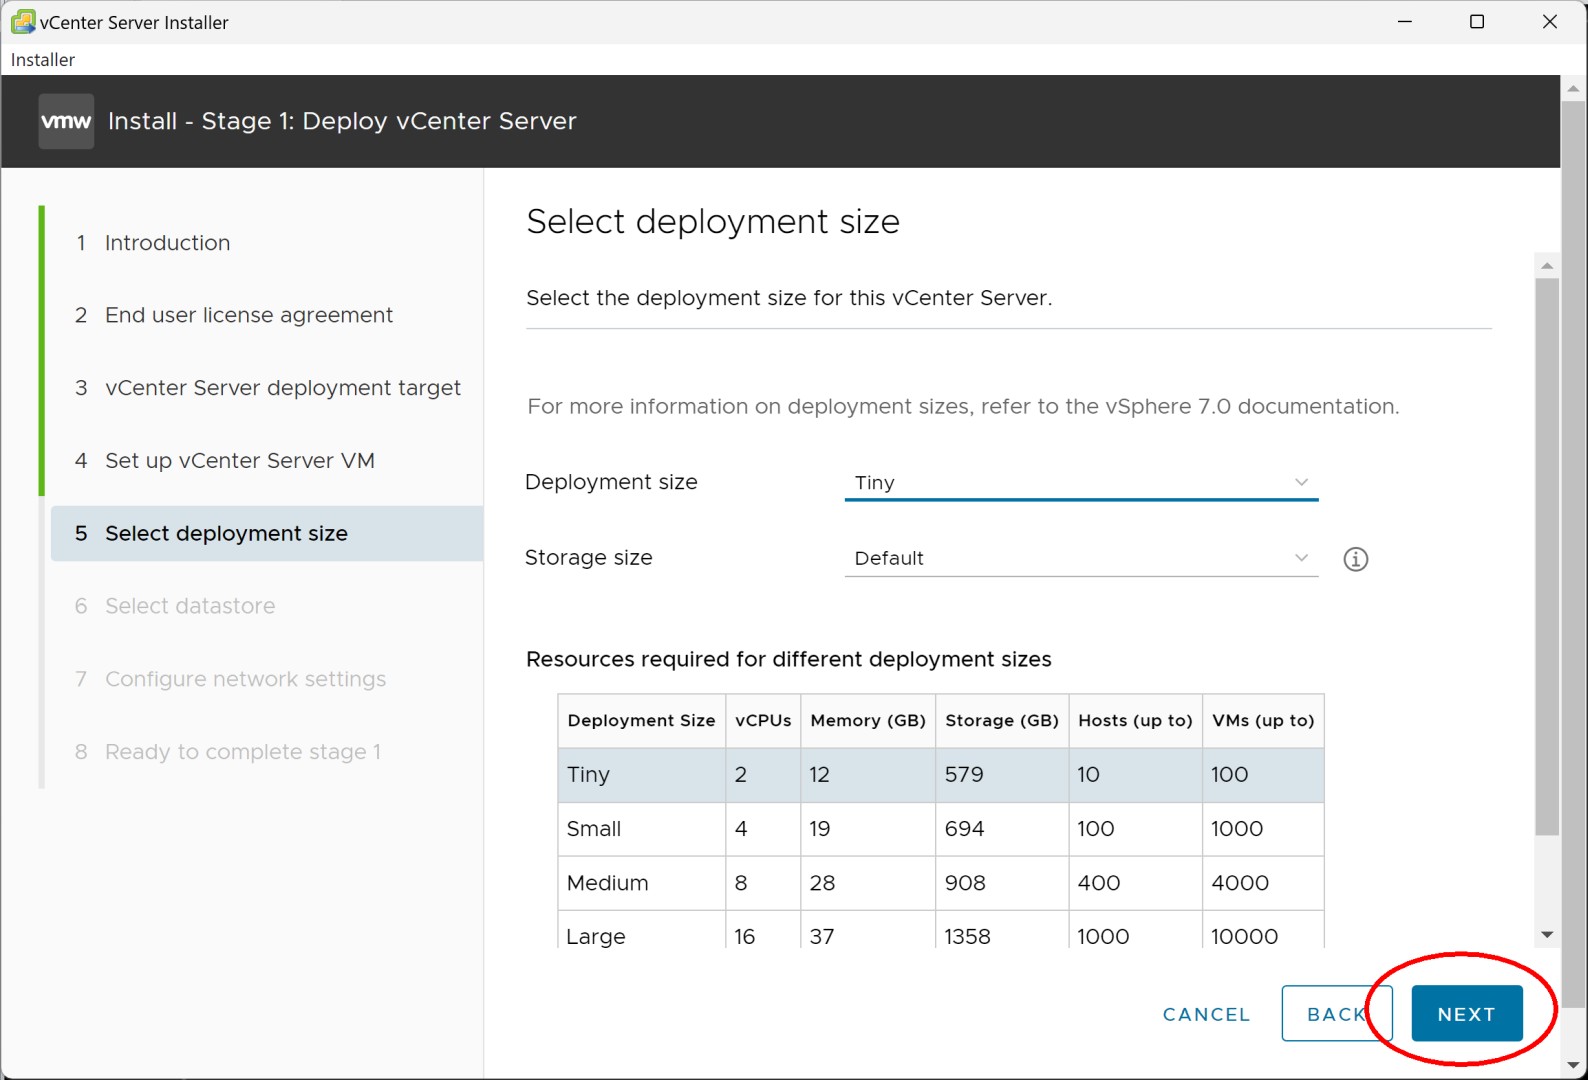 vCenter Server Installer
Installer
vmw Install - Stage 1: Deploy vCenter Server
1 Introduction
2 End user license agreement
3 vCenter Server deployment target
4 Set up vCenter Server VM
5 Select deployment size
6 Select datastore
7 Configure network settings
8 Ready to complete stage 1
Select deployment size
Select the deployment size for this vCenter Server.
For more information on deployment sizes, refer to the vSphere 7.0 documentation.
Deployment size Tiny
Storage size Default
Resources required for different deployment sizes
Deployment Size vCPUs Memory (GB) Storage (GB) Hosts (up to) VMs (up to)
Tiny 2 12 579 10 100
Small 4 19 694 100 1000
Medium 8 28 908 400 4000
Large 16 37 1358 1000 10000
CANCEL BACK NEXT